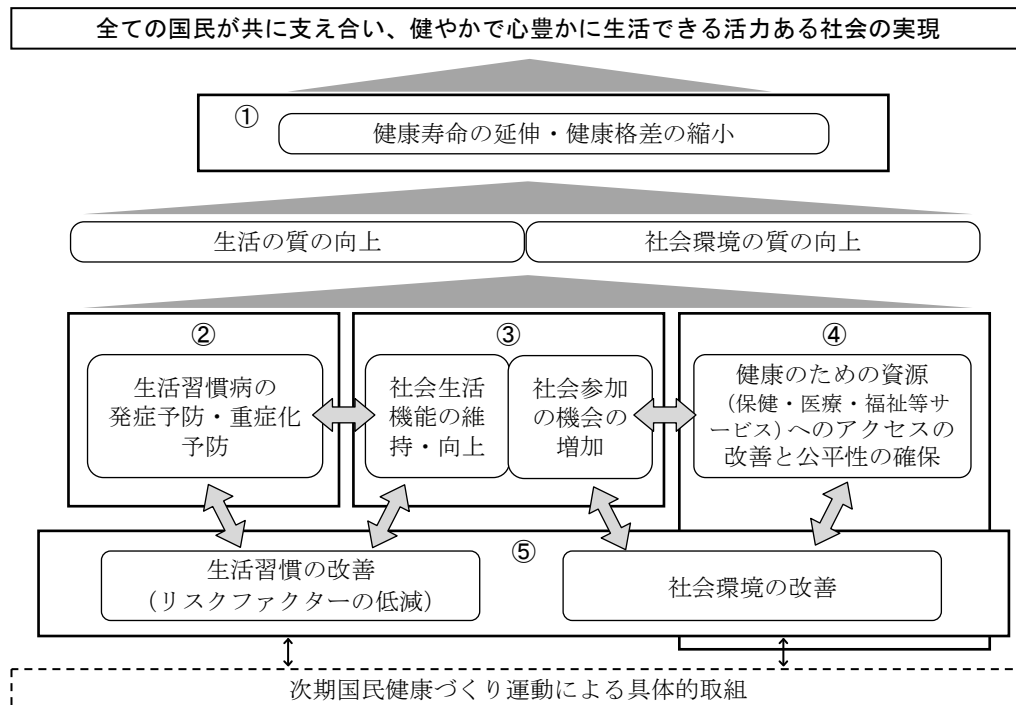 全ての国民が共に支え合い、健やかで心豊かに生活できる活力ある社会の実現
①
健康寿命の延伸・健康格差の縮小
生活の質の向上
社会環境の質の向上
②
生活習慣病の
発症予防・重症化
予防
③
社会生活
機能の維
持・向上
社会参加
の機会の
増加
④
健康のための資源
(保健・医療・福祉等サ
ービス)へのアクセスの
改善と公平性の確保
⑤
生活習慣の改善
(リスクファクターの低減)
社会環境の改善
次期国民健康づくり運動による具体的取組